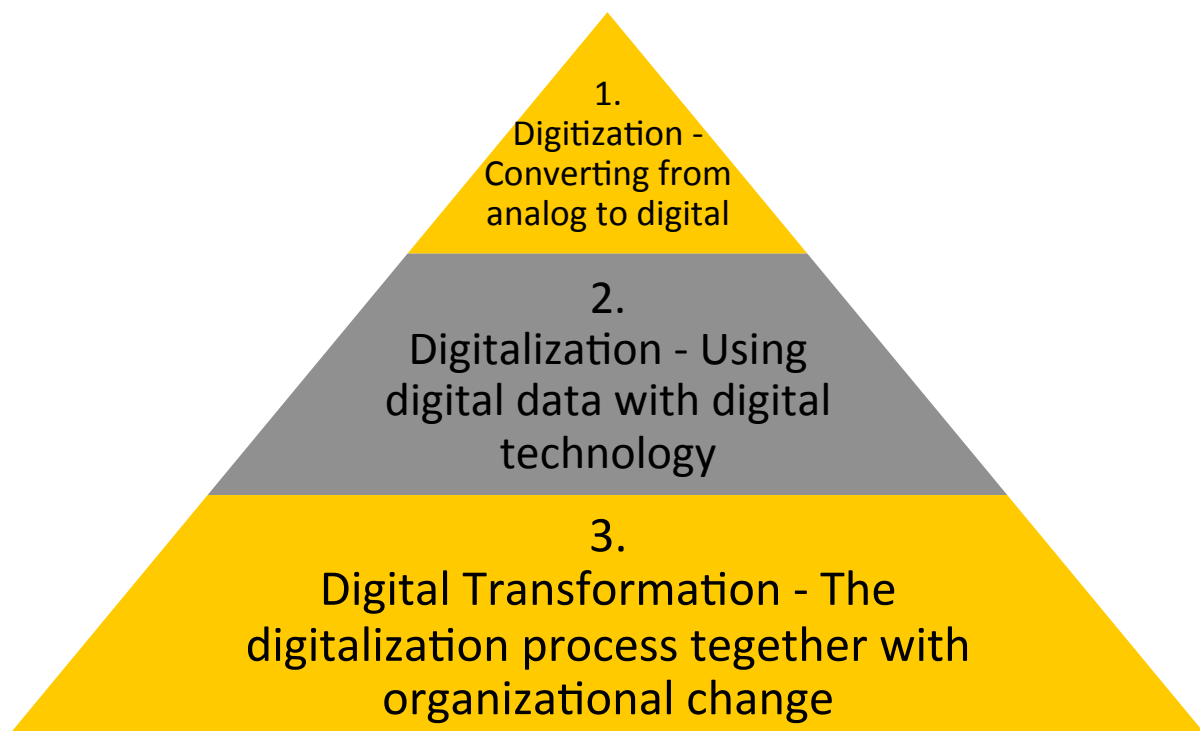 1.
Digitization -
Converting from
analog to digital
2.
Digitalization - Using
digital data with digital
technology
3.
Digital Transformation - The
digitalization process tegether with
organizational change